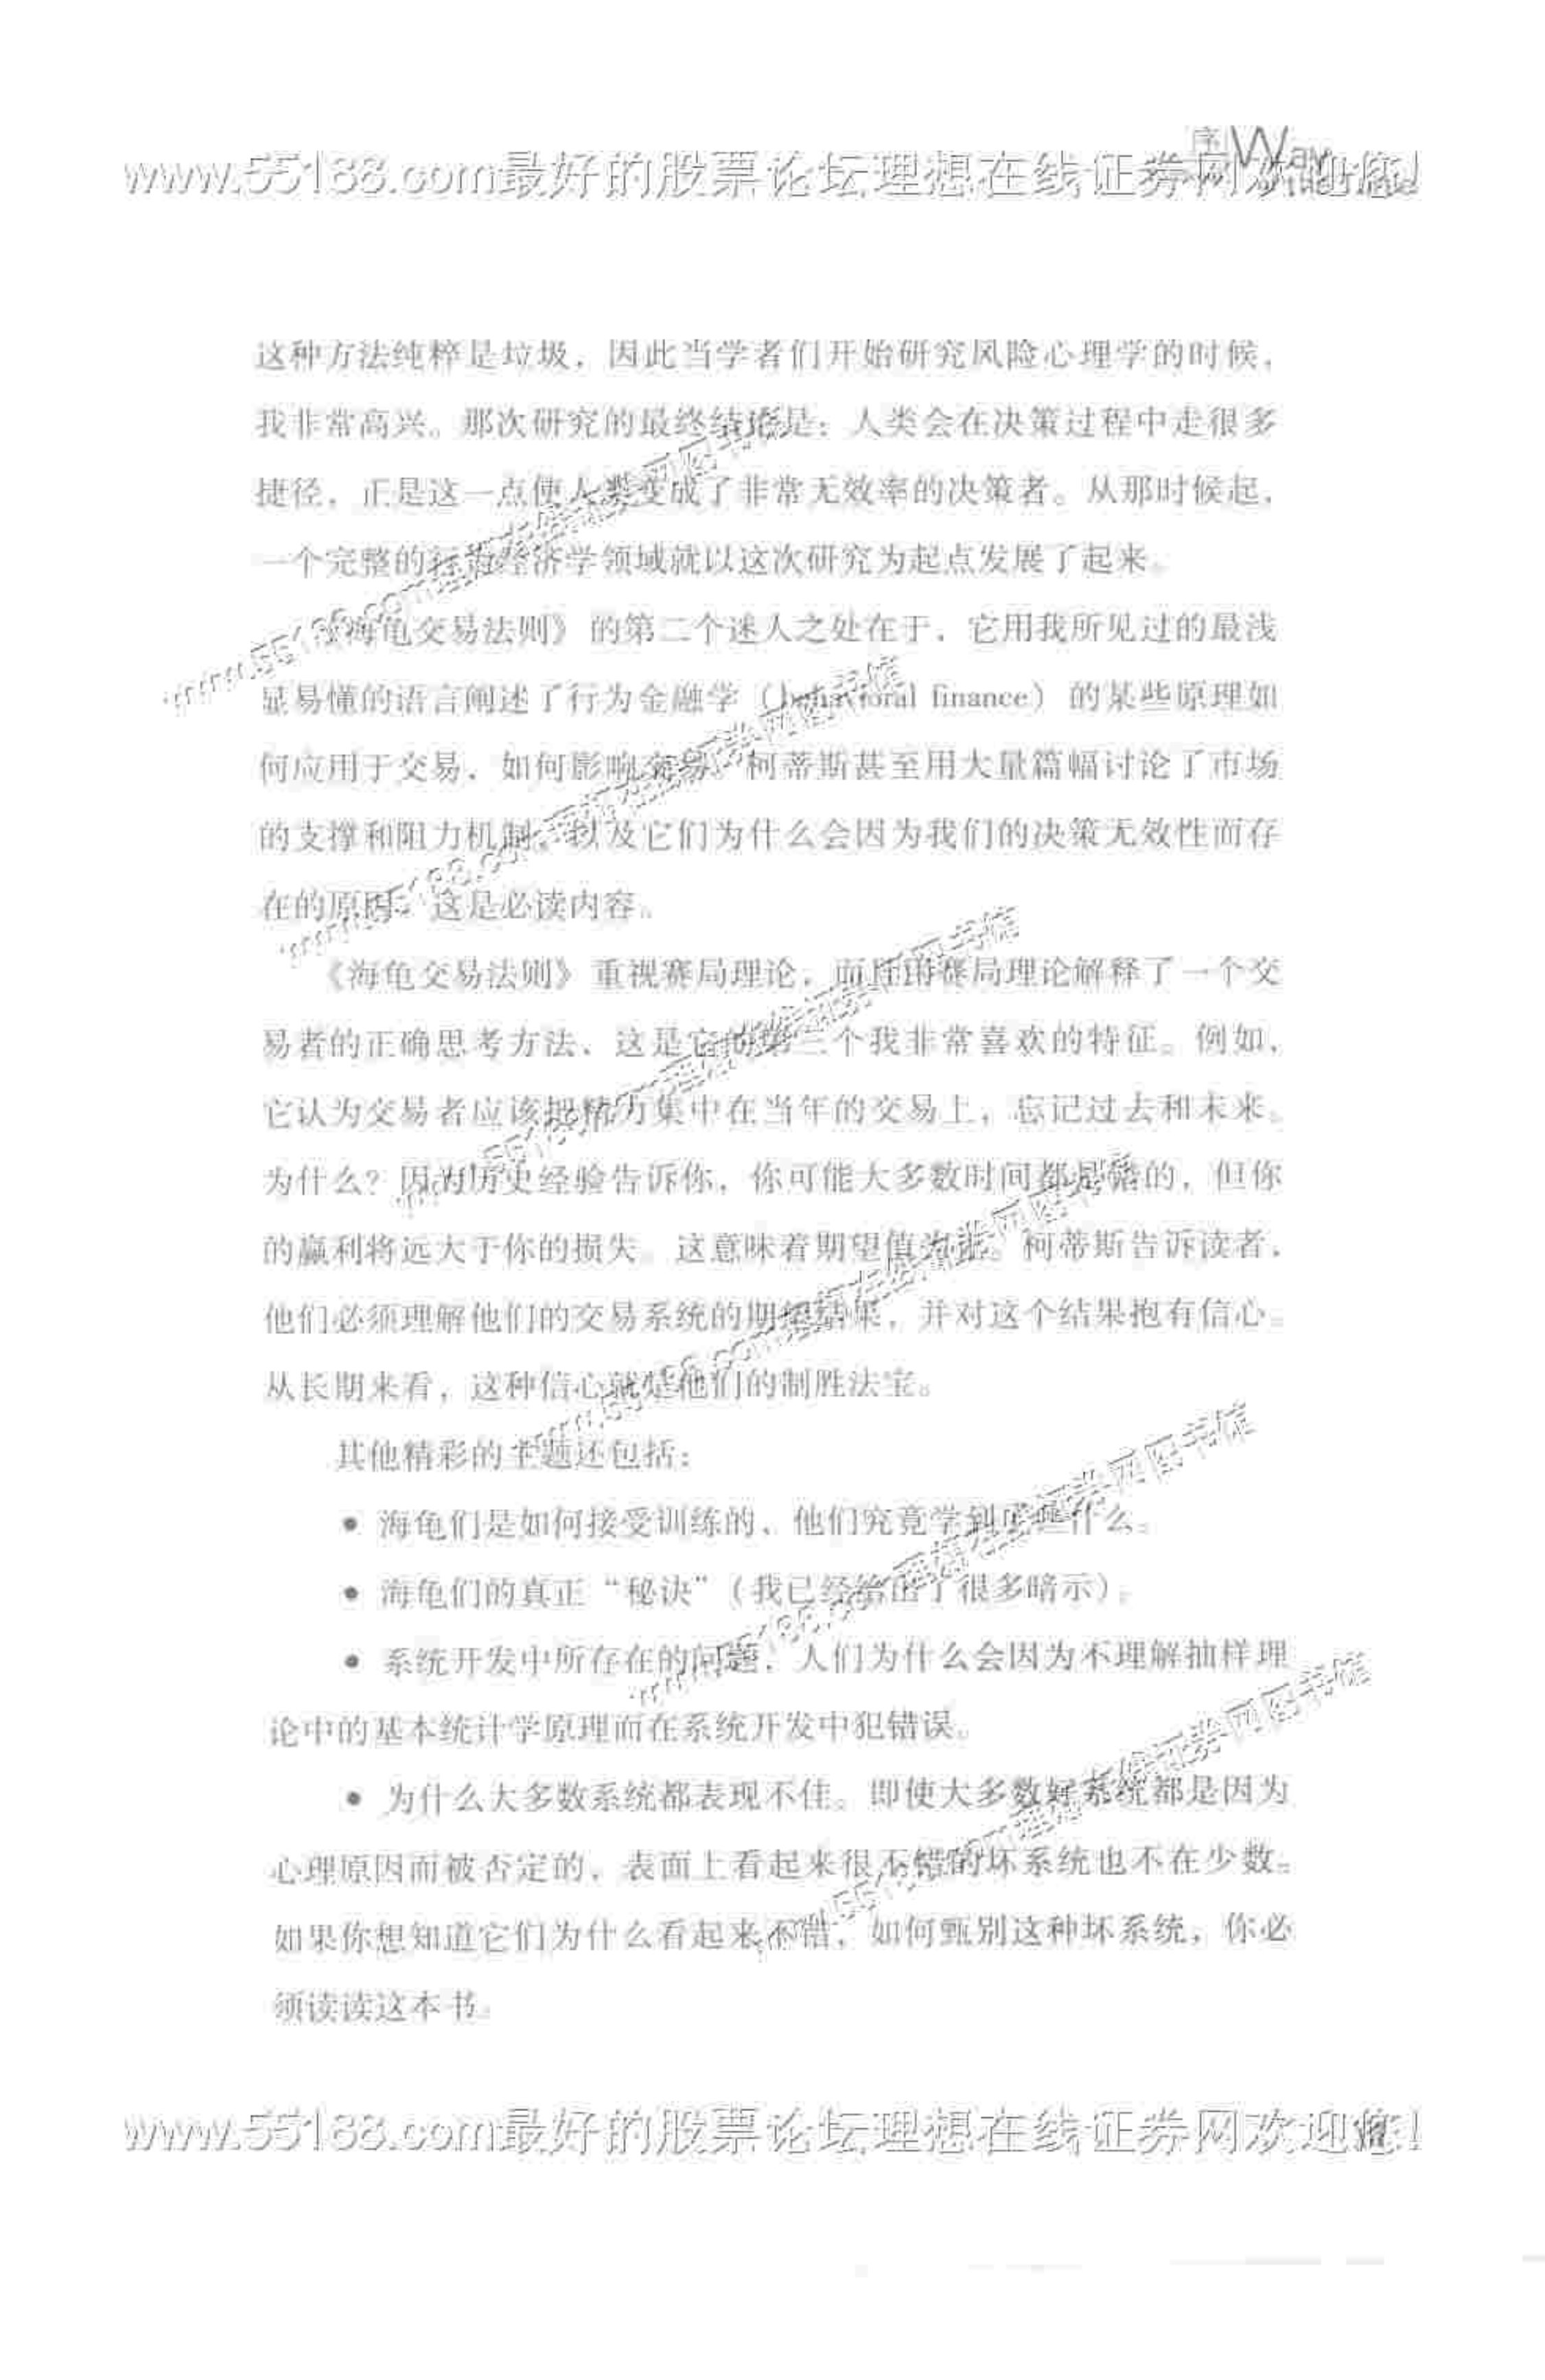 序 Way
www.55188.com最好的股票论坛理想在线证券网欢迎您!
这种方法纯粹是垃圾，因此当学者们开始研究风险心理学的时候，
我非常高兴。那次研究的最终结论是：人类会在决策过程中走很多
捷径，正是这一点使人类变成了非常无效率的决策者。从那时候起，
一个完整的行为经济学领域就以这次研究为起点发展了起来。
《海龟交易法则》的第二个迷人之处在于，它用我所见过的最浅
显易懂的语言阐述了行为金融学（behavioral finance）的某些原理如
何应用于交易，如何影响交易。柯蒂斯甚至用大量篇幅讨论了市场
的支撑和阻力机制，以及它们为什么会因为我们的决策无效性而存
在的原因。这是必读内容。
《海龟交易法则》重视赛局理论，而且用赛局理论解释了一个交
易者的正确思考方法，这是它的第三个我非常喜欢的特征。例如，
它认为交易者应该把精力集中在当年的交易上，忘记过去和未来。
为什么？因为历史经验告诉你，你可能大多数时间都是错的，但你
的赢利将远大于你的损失。这意味着期望值为正。柯蒂斯告诉读者，
他们必须理解他们的交易系统的期望结果，并对这个结果抱有信心。
从长期来看，这种信心就是他们的制胜法宝。
其他精彩的主题还包括：
● 海龟们是如何接受训练的，他们究竟学到了些什么。
● 海龟们的真正“秘诀”（我已经给出了很多暗示）。
● 系统开发中所存在的问题，人们为什么会因为不理解抽样理
论中的基本统计学原理而在系统开发中犯错误。
● 为什么大多数系统都表现不佳。即使大多数好系统都是因为
心理原因而被否定的，表面上看起来很不错的坏系统也不在少数。
如果你想知道它们为什么看起来不错，如何甄别这种坏系统，你必
须读读这本书。
www.55188.com最好的股票论坛理想在线证券网欢迎您!